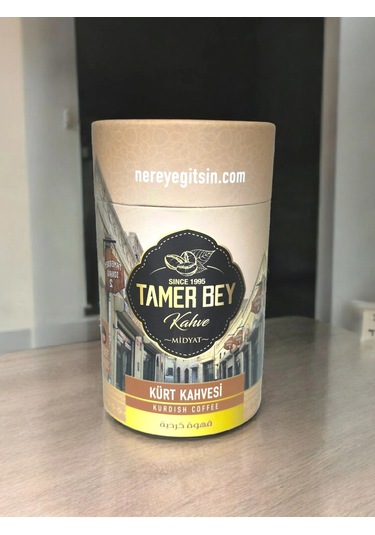 nereyegitsin.com
SINCE 1995
TAMER BEY
Kahve
~MİDYAT~
KÜRT KAHVESİ
KURDISH COFFEE
قهوة كردية